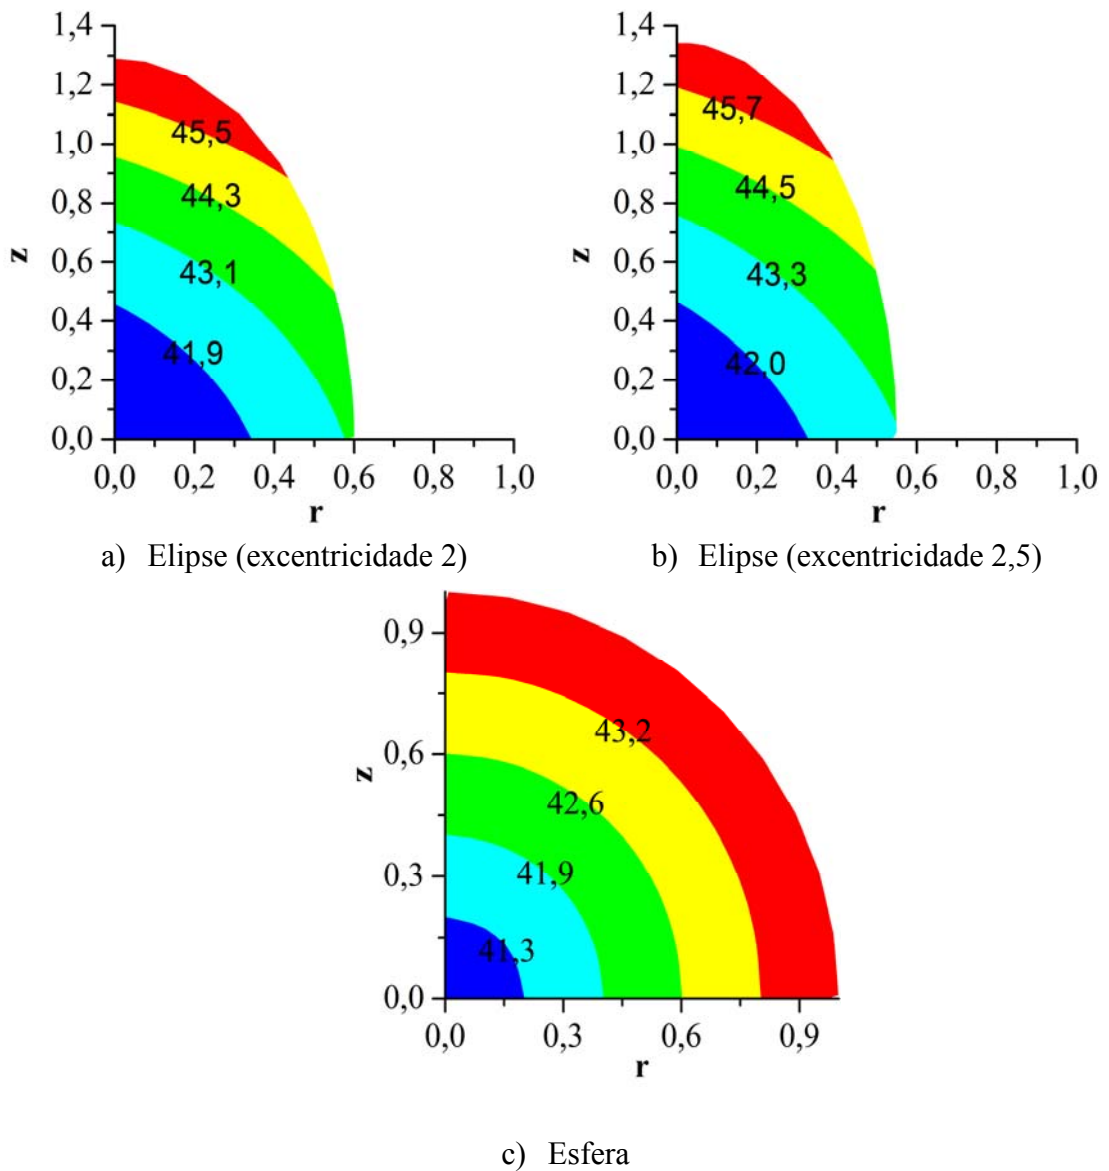 1,4
1,2
1,0
0,8
0,6
0,4
0,2
0,0
z
45,5
44,3
43,1
41,9
0,0 0,2 0,4 0,6 0,8 1,0
r
a) Elipse (excentricidade 2)
1,4
1,2
1,0
0,8
0,6
0,4
0,2
0,0
z
45,7
44,5
43,3
42,0
0,0 0,2 0,4 0,6 0,8 1,0
r
b) Elipse (excentricidade 2,5)
0,9
0,6
0,3
0,0
z
43,2
42,6
41,9
41,3
0,0 0,3 0,6 0,9
r
c) Esfera